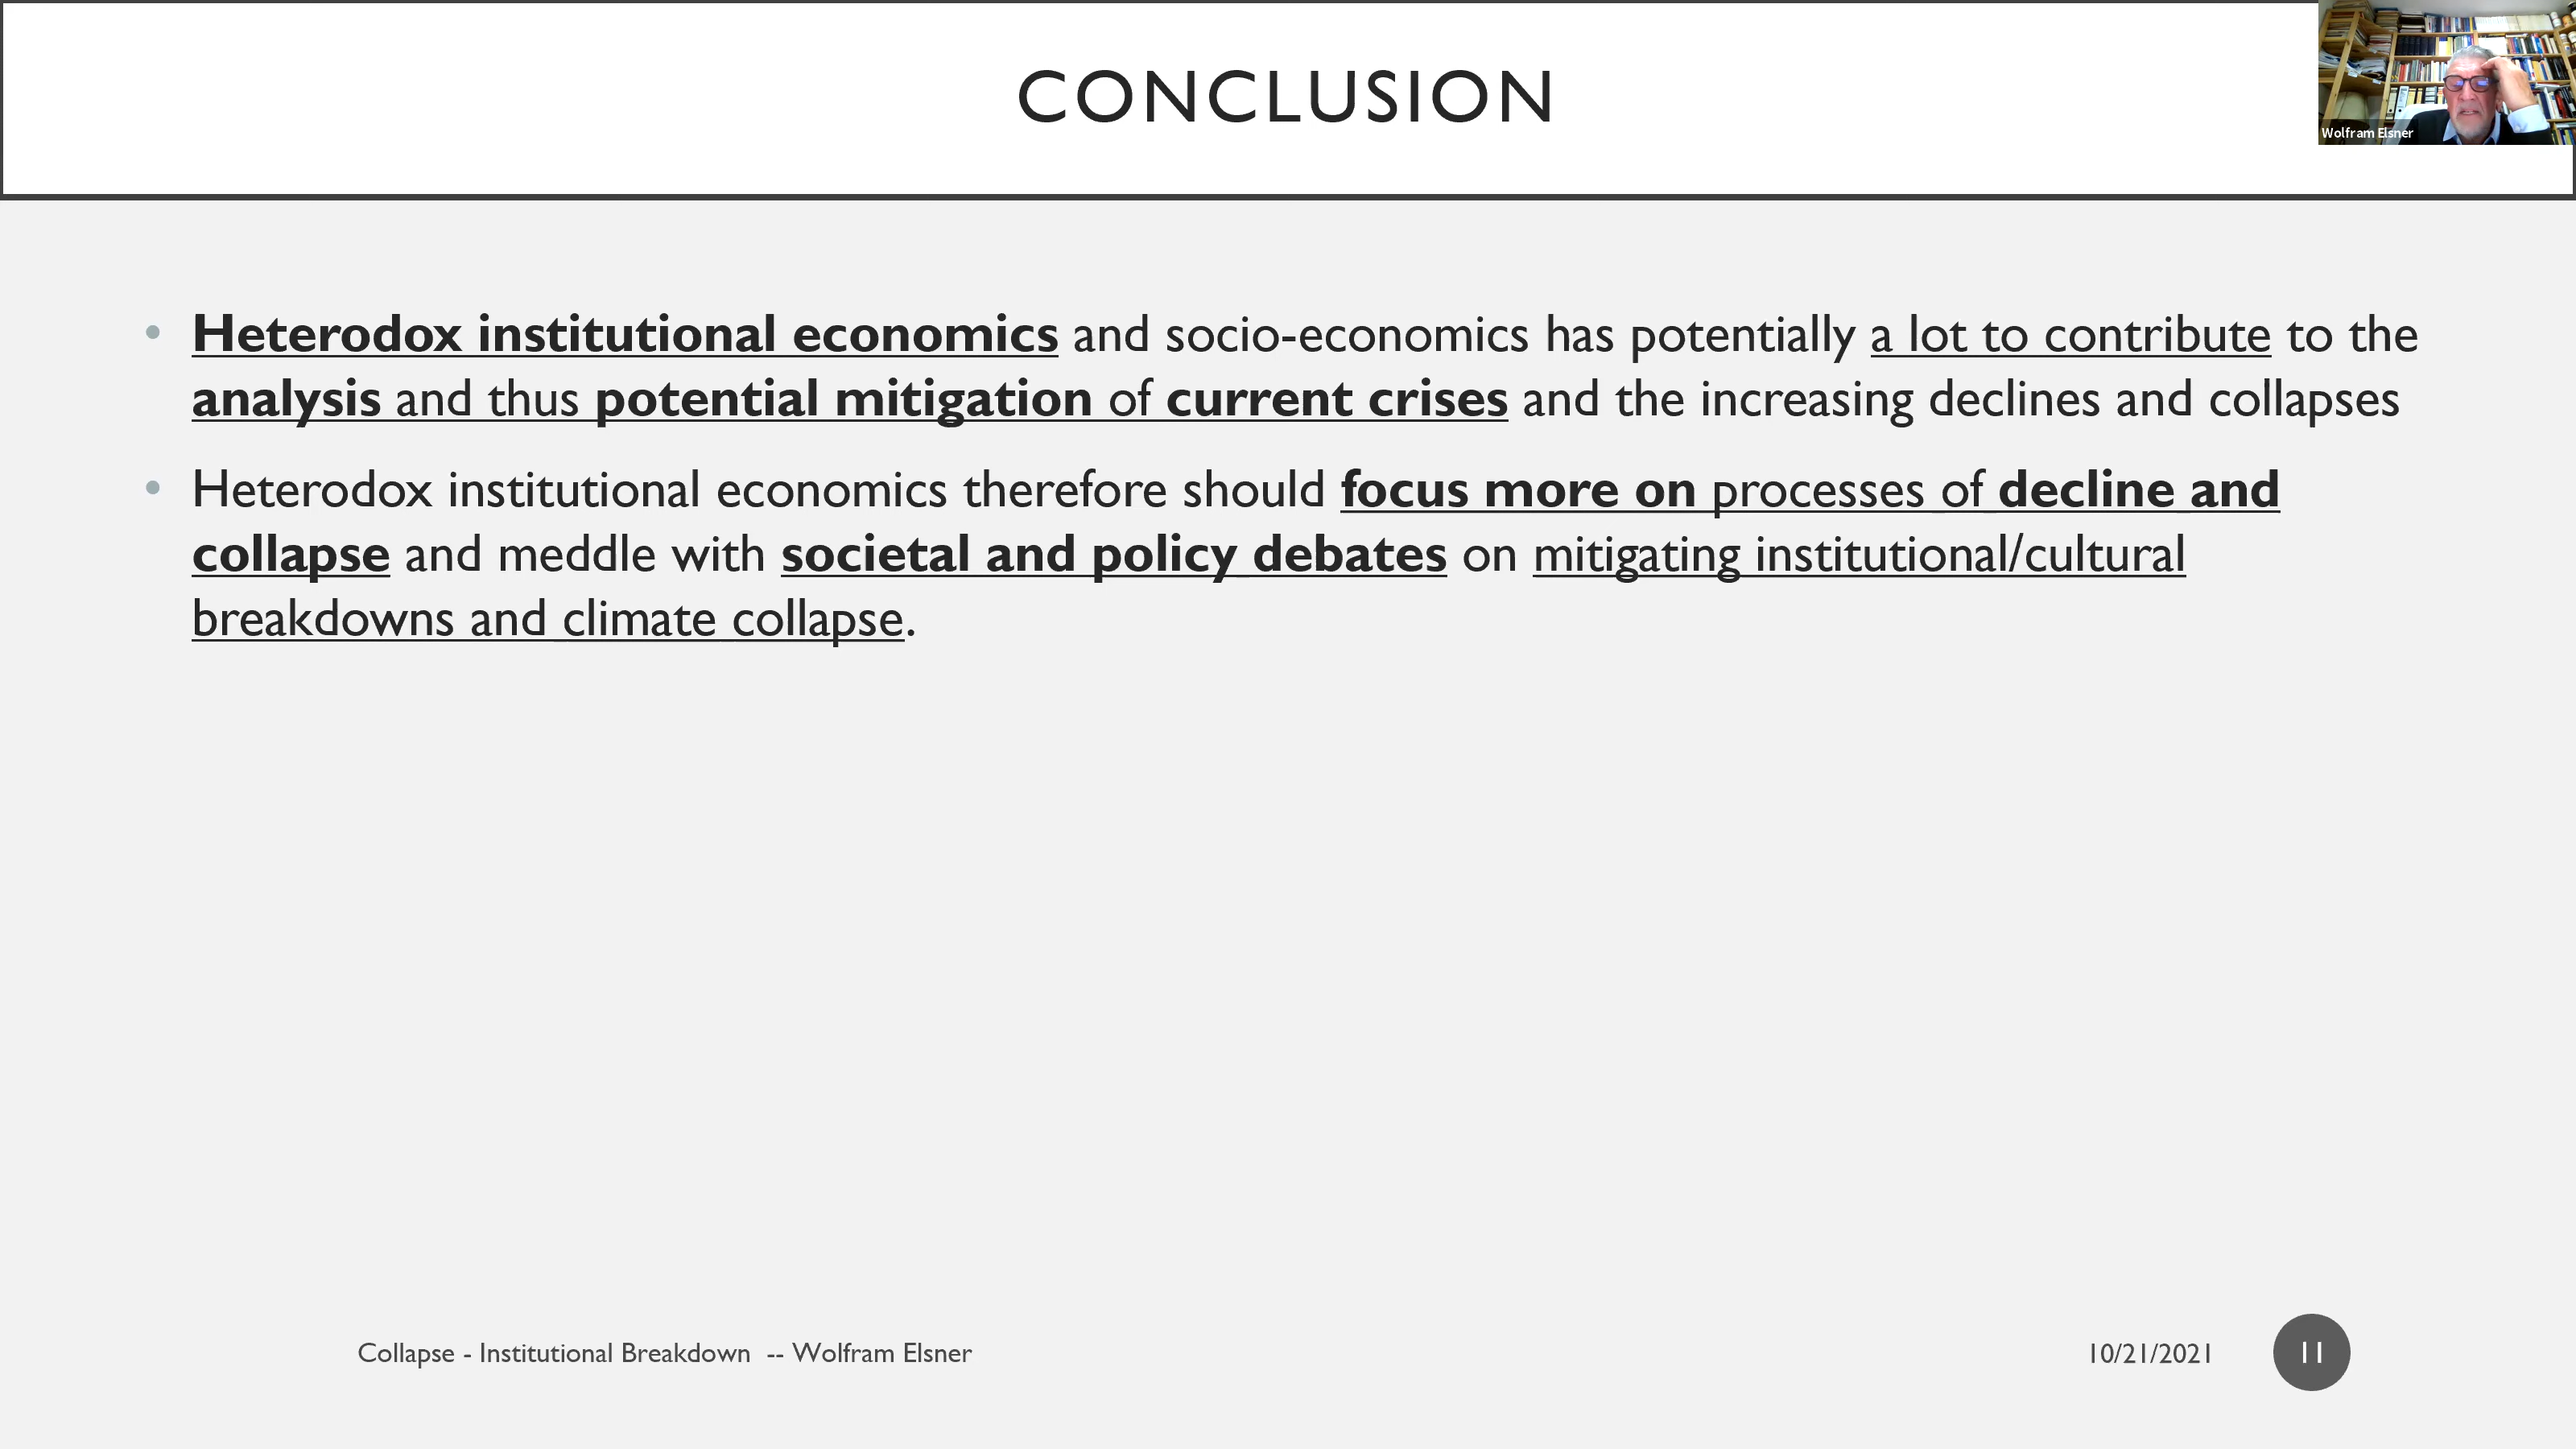 CONCLUSION
Wolfram Elsner
• Heterodox institutional economics and socio-economics has potentially a lot to contribute to the
analysis and thus potential mitigation of current crises and the increasing declines and collapses
• Heterodox institutional economics therefore should focus more on processes of decline and
collapse and meddle with societal and policy debates on mitigating institutional/cultural
breakdowns and climate collapse.
Collapse - Institutional Breakdown -- Wolfram Elsner
10/21/2021
11